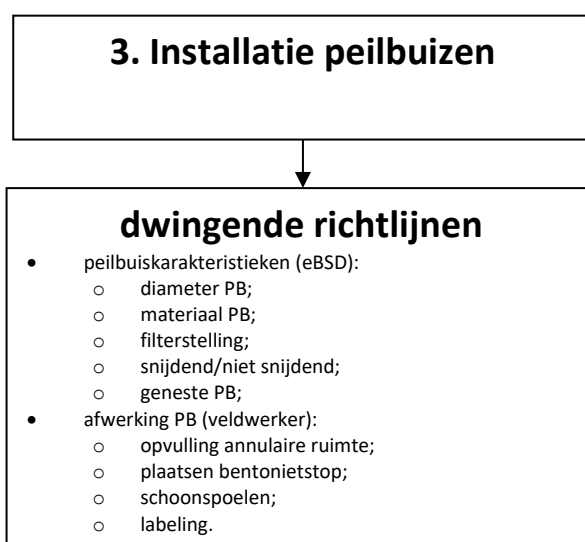 3. Installatie peilbuizen
dwingende richtlijnen
• peilbuiskarakteristieken (eBSD):
o diameter PB;
o materiaal PB;
o filterstelling;
o snijdend/niet snijdend;
o geneste PB;
• afwerking PB (veldwerker):
o opvulling annulaire ruimte;
o plaatsen bentonietstop;
o schoonspoelen;
o labeling.